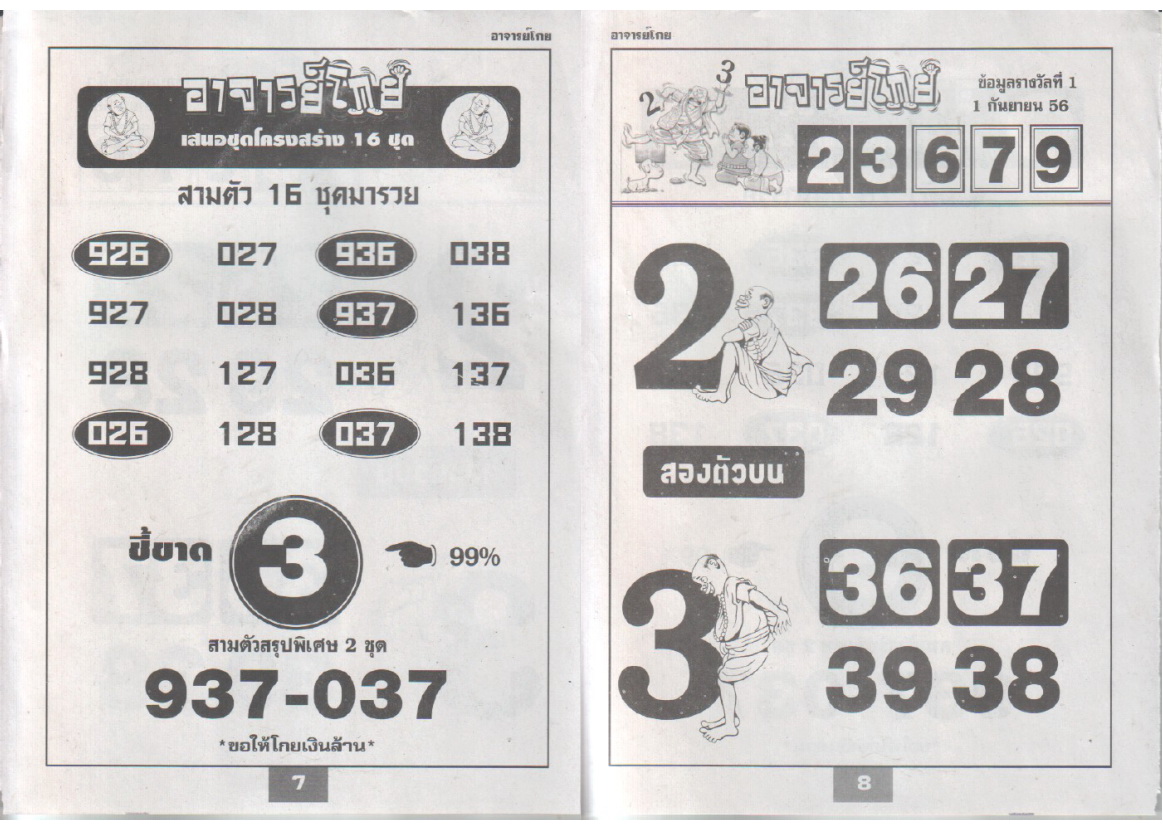 อาจารย์โกย
อาจารย์โกย
เสนอชุดโครงสร้าง 16 ชุด
สามตัว 16 ชุดมารวย
926 027 936 038
927 028 937 136
928 127 036 137
026 128 037 138
ชี้ขาด 3 99%
สามตัวสรุปพิเศษ 2 ชุด
937-037
*ขอให้โกยเงินล้าน*
7
อาจารย์โกย
2 3 อาจารย์โกย
ข้อมูลรางวัลที่ 1
1 กันยายน 56
2 3 6 7 9
2
26 27
29 28
สองตัวบน
3
36 37
39 38
8